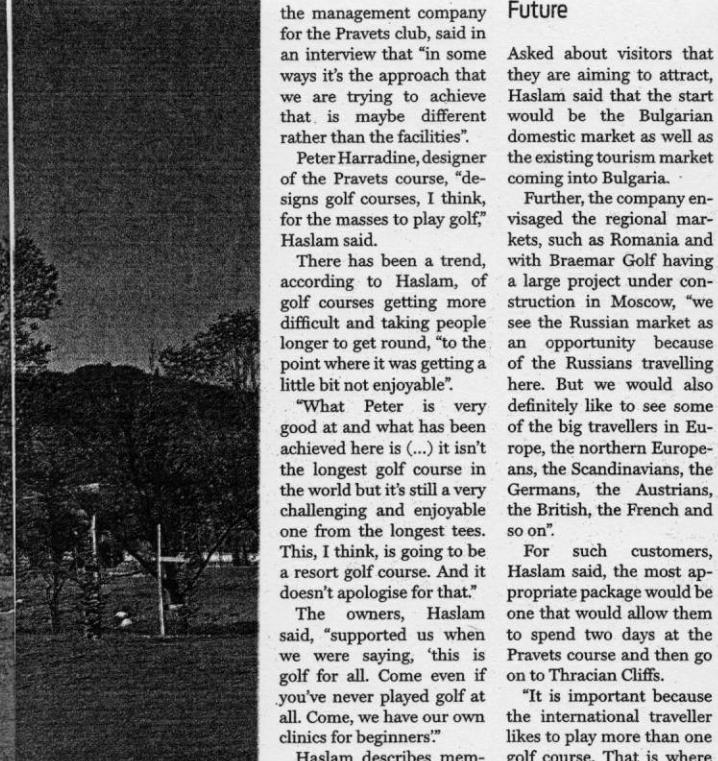 the management company
for the Pravets club, said in
an interview that “in some
ways it’s the approach that
we are trying to achieve
that is maybe different
rather than the facilities”.
Peter Harradine, designer
of the Pravets course, “de-
signs golf courses, I think,
for the masses to play golf,”
Haslam said.
There has been a trend,
according to Haslam, of
golf courses getting more
difficult and taking people
longer to get round, “to the
point where it was getting a
little bit not enjoyable”.
“What Peter is very
good at and what has been
achieved here is (...) it isn’t
the longest golf course in
the world but it’s still a very
challenging and enjoyable
one from the longest tees.
This, I think, is going to be
a resort golf course. And it
doesn’t apologise for that.”
The owners, Haslam
said, “supported us when
we were saying, ‘this is
golf for all. Come even if
you’ve never played golf at
all. Come, we have our own
clinics for beginners’.”
Haslam describes mem-
Future
Asked about visitors that
they are aiming to attract,
Haslam said that the start
would be the Bulgarian
domestic market as well as
the existing tourism market
coming into Bulgaria.
Further, the company en-
visaged the regional mar-
kets, such as Romania and
with Braemar Golf having
a large project under con-
struction in Moscow, “we
see the Russian market as
an opportunity because
of the Russians travelling
here. But we would also
definitely like to see some
of the big travellers in Eu-
rope, the northern Europe-
ans, the Scandinavians, the
Germans, the Austrians,
the British, the French and
so on”.
For such customers,
Haslam said, the most ap-
propriate package would be
one that would allow them
to spend two days at the
Pravets course and then go
on to Thracian Cliffs.
“It is important because
the international traveller
likes to play more than one
golf course. That is where